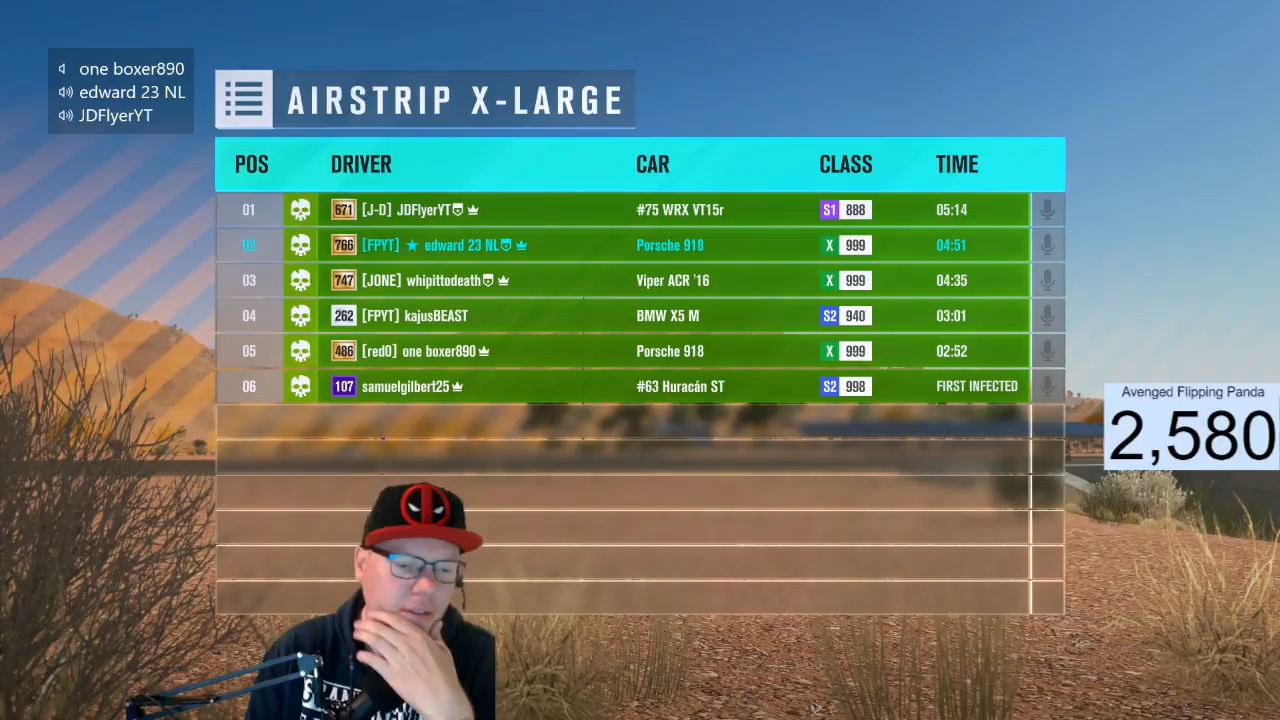 one boxer890
edward 23 NL
JDFlyerYT
AIRSTRIP X-LARGE
POS DRIVER CAR CLASS TIME
01 671 [J-D] JDFlyerYT #75 WRX VT15r S1 888 05:14
02 766 [FPYT] ★ edward 23 NL Porsche 918 X 999 04:51
03 747 [JONE] whipittodeath Viper ACR '16 X 999 04:35
04 262 [FPYT] kajusBEAST BMW X5 M S2 940 03:01
05 486 [red0] one boxer890 Porsche 918 X 999 02:52
06 107 samuelgilbert25 #63 Huracán ST S2 998 FIRST INFECTED
Avenged Flipping Panda
2,580